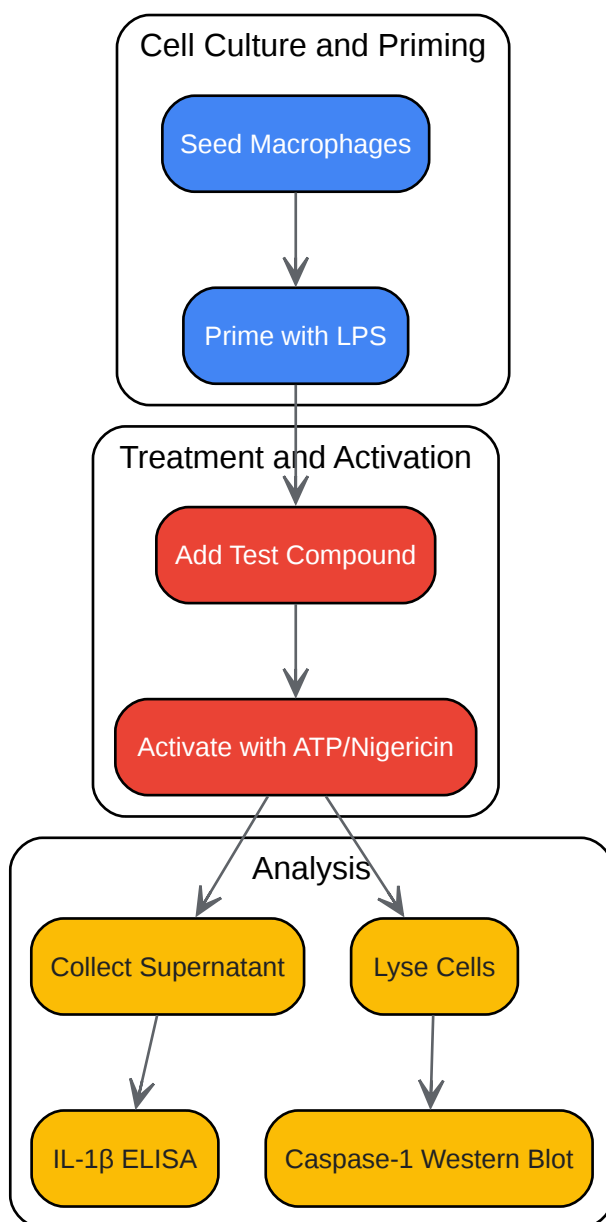 Cell Culture and Priming
Seed Macrophages
Prime with LPS
Treatment and Activation
Add Test Compound
Activate with ATP/Nigericin
Analysis
Collect Supernatant
Lyse Cells
IL-1β ELISA
Caspase-1 Western Blot